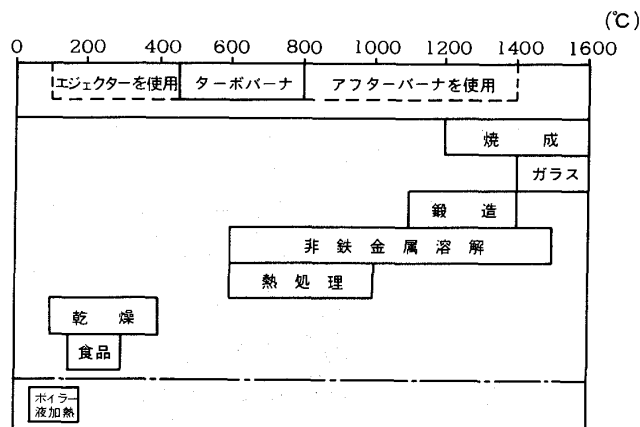 (℃)
0 200 400 600 800 1000 1200 1400 1600
エジェクターを使用 ターボバーナ アフターバーナを使用
焼成
ガラス
鍛造
非鉄金属溶解
熱処理
乾燥
食品
ボイラー
液加熱